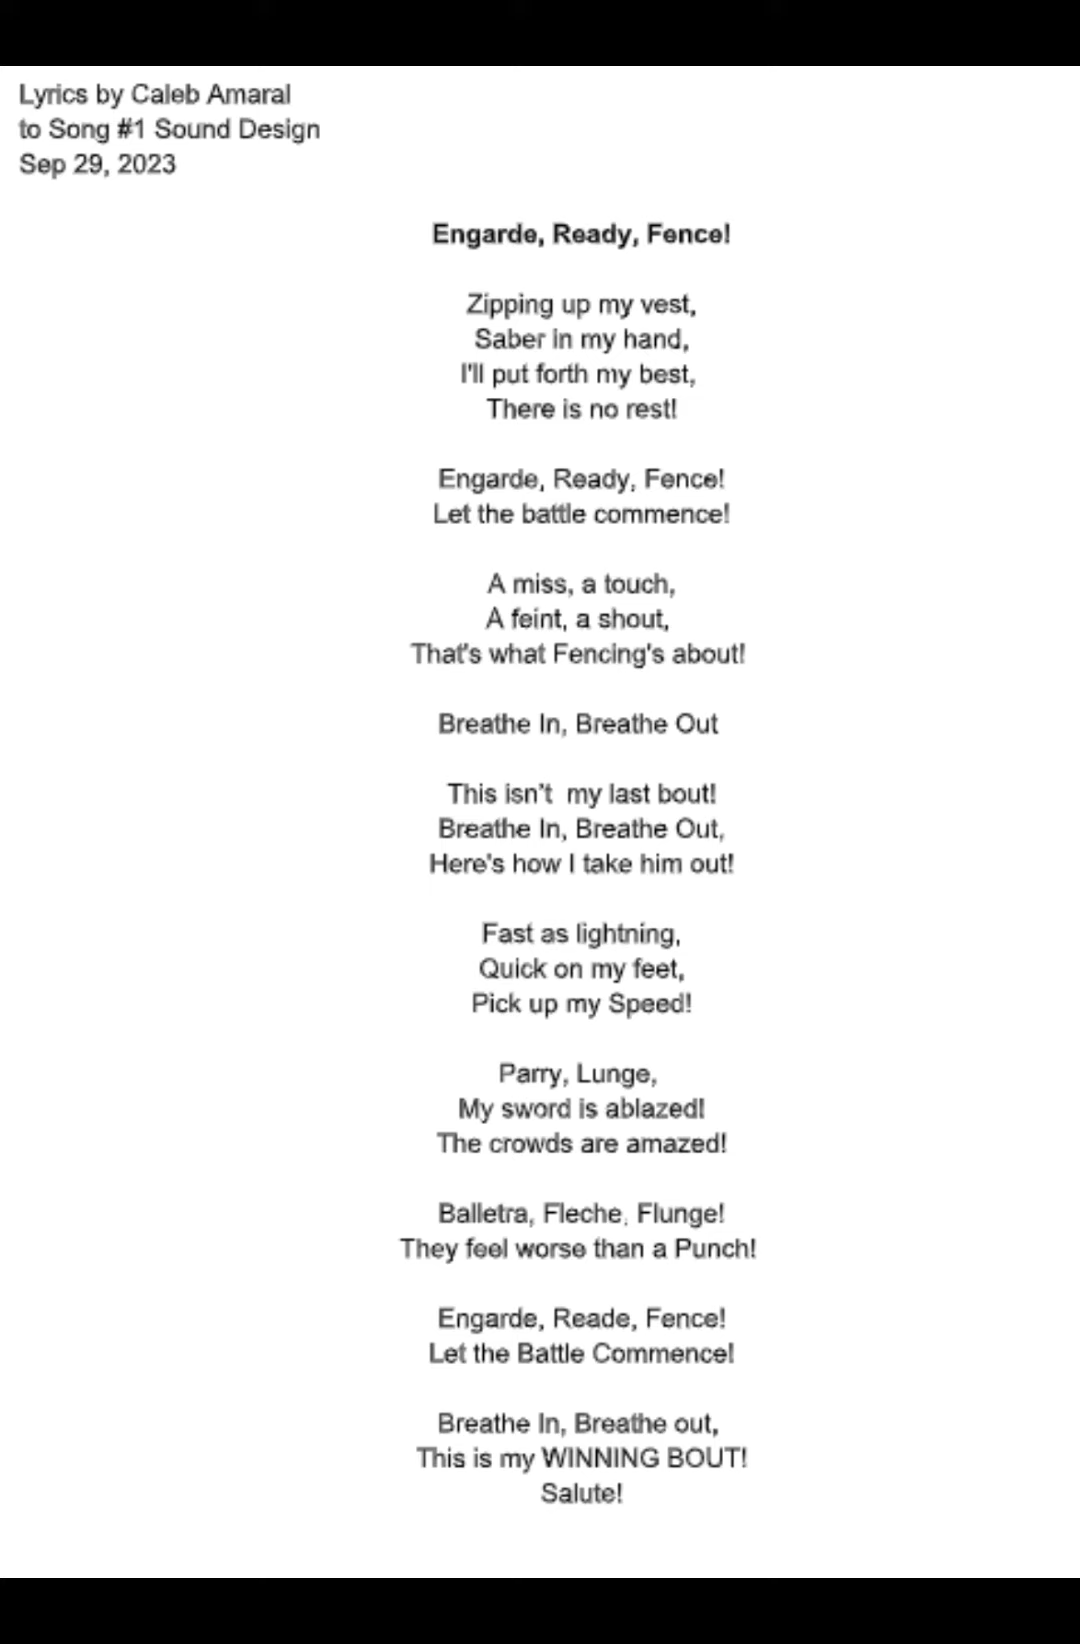 Lyrics by Caleb Amaral
to Song #1 Sound Design
Sep 29, 2023
Engarde, Ready, Fence!
Zipping up my vest,
Saber in my hand,
I'll put forth my best,
There is no rest!
Engarde, Ready, Fence!
Let the battle commence!
A miss, a touch,
A feint, a shout,
That's what Fencing's about!
Breathe In, Breathe Out
This isn't  my last bout!
Breathe In, Breathe Out,
Here's how I take him out!
Fast as lightning,
Quick on my feet,
Pick up my Speed!
Parry, Lunge,
My sword is ablazed!
The crowds are amazed!
Balletra, Fleche, Flunge!
They feel worse than a Punch!
Engarde, Reade, Fence!
Let the Battle Commence!
Breathe In, Breathe out,
This is my WINNING BOUT!
Salute!